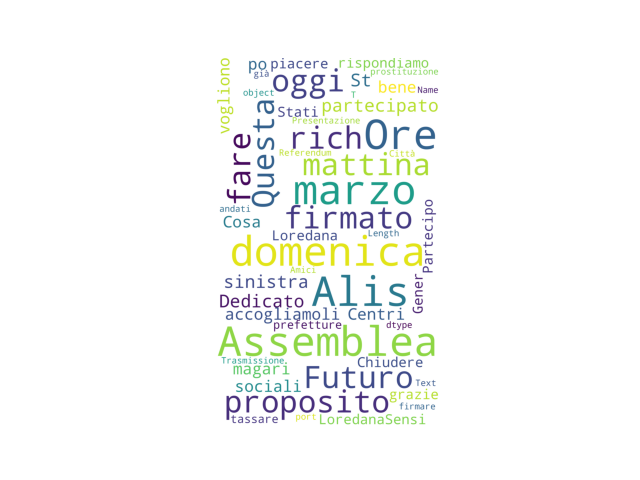 vogliono
po
piacere
rispondiamo
già
prostituzione
oggi
St
bene
Name
object
T
Questa
Stati
partecipato
Presentazione
fare
rich
Ore
Referendum
Città
mattina
marzo
andati
Cosa
firmato
Partecipo
Loredana
Length
domenica
Amici
sinistra
Alis
Gener
Dedicato
accogliamoli
Centri
prefetture
dtype
Assemblea
Trasmissione
Chiudere
magari
Futuro
Text
sociali
proposito
grazie
firmare
tassare
port
LoredanaSensi